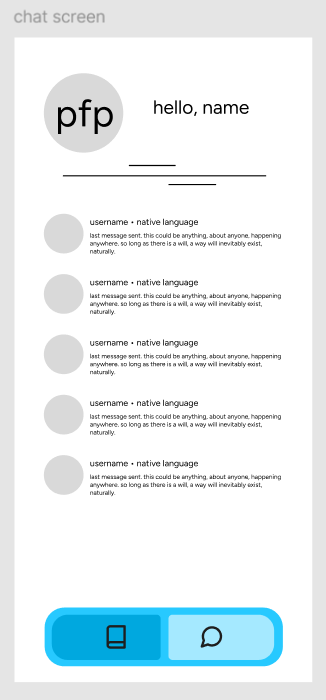 chat screen
pfp
hello, name
username • native language
last message sent. this could be anything, about anyone, happening
anywhere. so long as there is a will, a way will inevitably exist,
naturally.
username • native language
last message sent. this could be anything, about anyone, happening
anywhere. so long as there is a will, a way will inevitably exist,
naturally.
username • native language
last message sent. this could be anything, about anyone, happening
anywhere. so long as there is a will, a way will inevitably exist,
naturally.
username • native language
last message sent. this could be anything, about anyone, happening
anywhere. so long as there is a will, a way will inevitably exist,
naturally.
username • native language
last message sent. this could be anything, about anyone, happening
anywhere. so long as there is a will, a way will inevitably exist,
naturally.